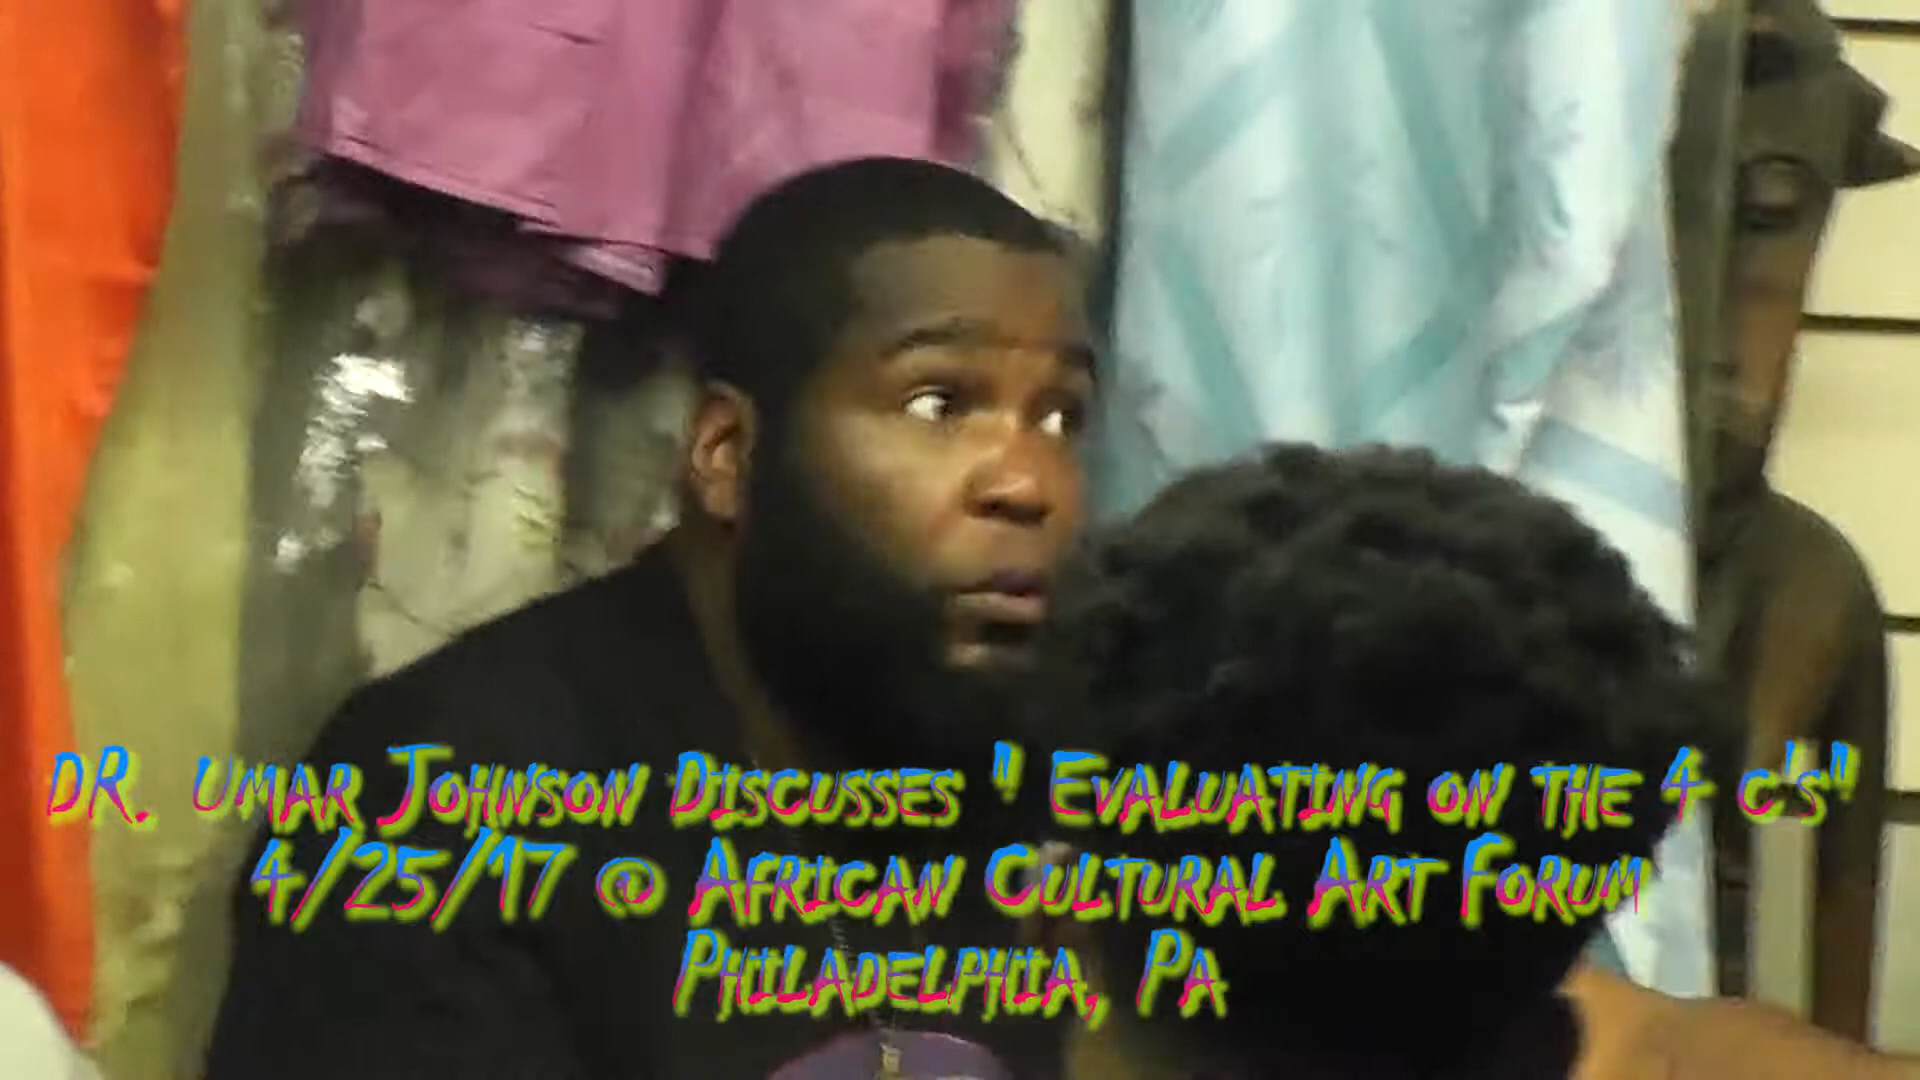 DR. UMAR JOHNSON DISCUSSES " EVALUATING ON THE 4 C'S"
4/25/17 @ AFRICAN CULTURAL ART FORUM
PHILADELPHIA, PA